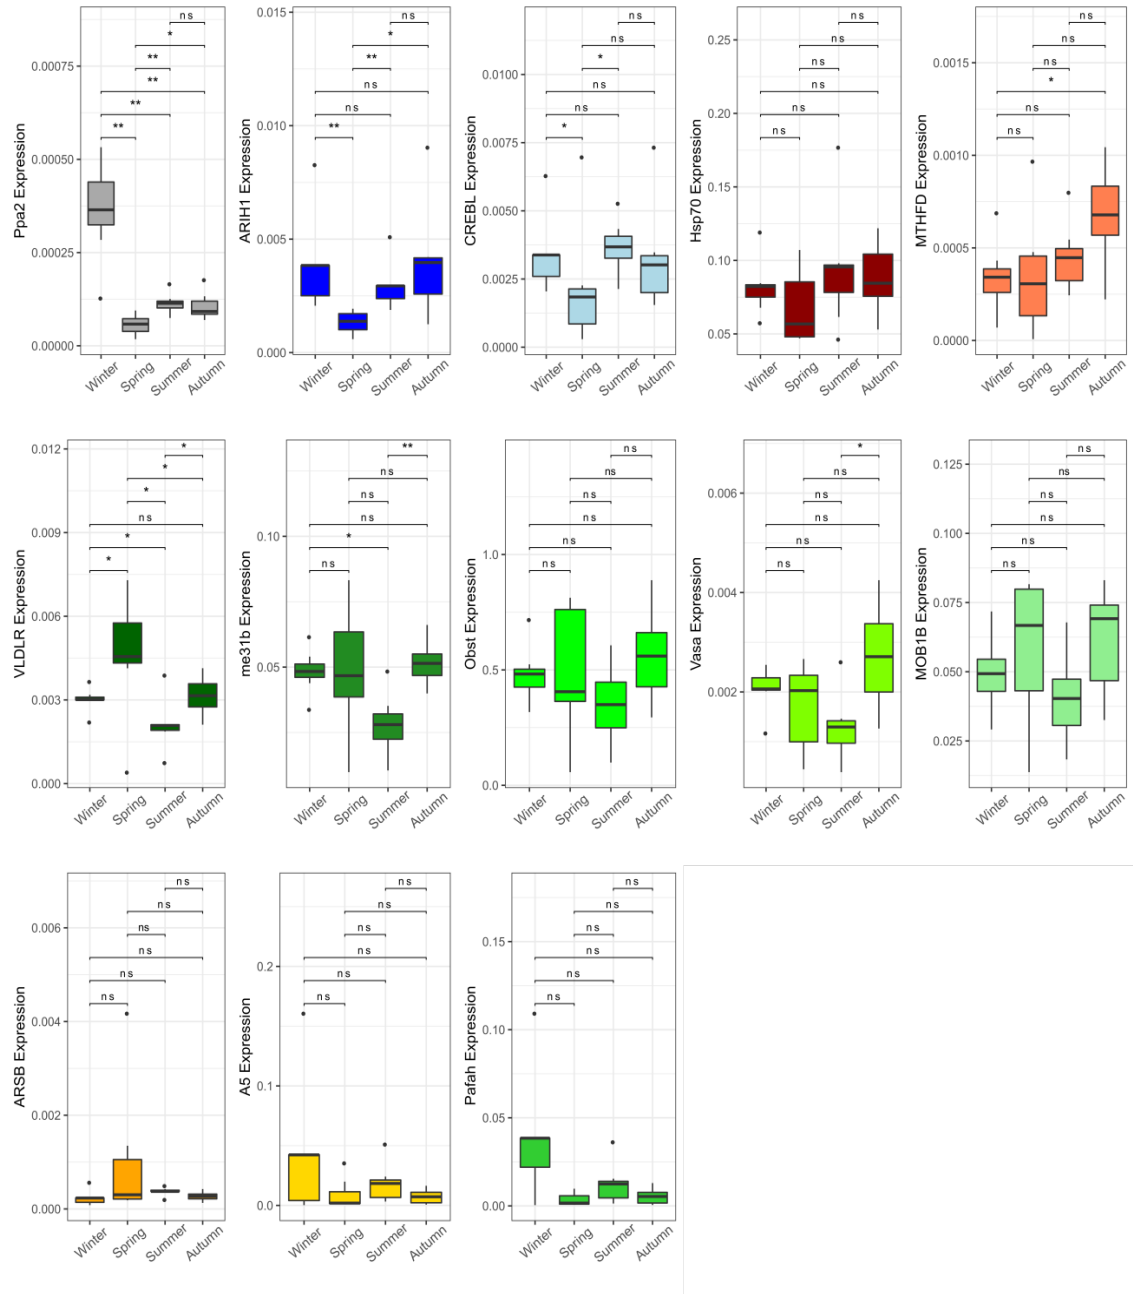 Ppa2 Expression
0.00075
0.00050
0.00025
0.00000
ns
*
**
**
**
**
Winter Spring Summer Autumn
ARIH1 Expression
0.015
0.010
0.005
0.000
ns
*
**
ns
ns
**
Winter Spring Summer Autumn
CREBL Expression
0.0100
0.0075
0.0050
0.0025
0.0000
ns
ns
*
ns
ns
*
Winter Spring Summer Autumn
Hsp70 Expression
0.25
0.20
0.15
0.10
0.05
ns
ns
ns
ns
ns
ns
Winter Spring Summer Autumn
MTHFD Expression
0.0015
0.0010
0.0005
0.0000
ns
ns
ns
*
ns
ns
Winter Spring Summer Autumn
VLDLR Expression
0.012
0.009
0.006
0.003
0.000
*
*
*
ns
*
*
Winter Spring Summer Autumn
me31b Expression
0.10
0.05
**
ns
ns
ns
*
ns
Winter Spring Summer Autumn
Obst Expression
1.0
0.5
0.0
ns
ns
ns
ns
ns
ns
Winter Spring Summer Autumn
Vasa Expression
0.006
0.004
0.002
*
ns
ns
ns
ns
ns
Winter Spring Summer Autumn
MOB1B Expression
0.125
0.100
0.075
0.050
0.025
ns
ns
ns
ns
ns
ns
Winter Spring Summer Autumn
ARSB Expression
0.006
0.004
0.002
0.000
ns
ns
ns
ns
ns
ns
Winter Spring Summer Autumn
A5 Expression
0.2
0.1
0.0
ns
ns
ns
ns
ns
ns
Winter Spring Summer Autumn
Pafah Expression
0.15
0.10
0.05
0.00
ns
ns
ns
ns
ns
ns
Winter Spring Summer Autumn